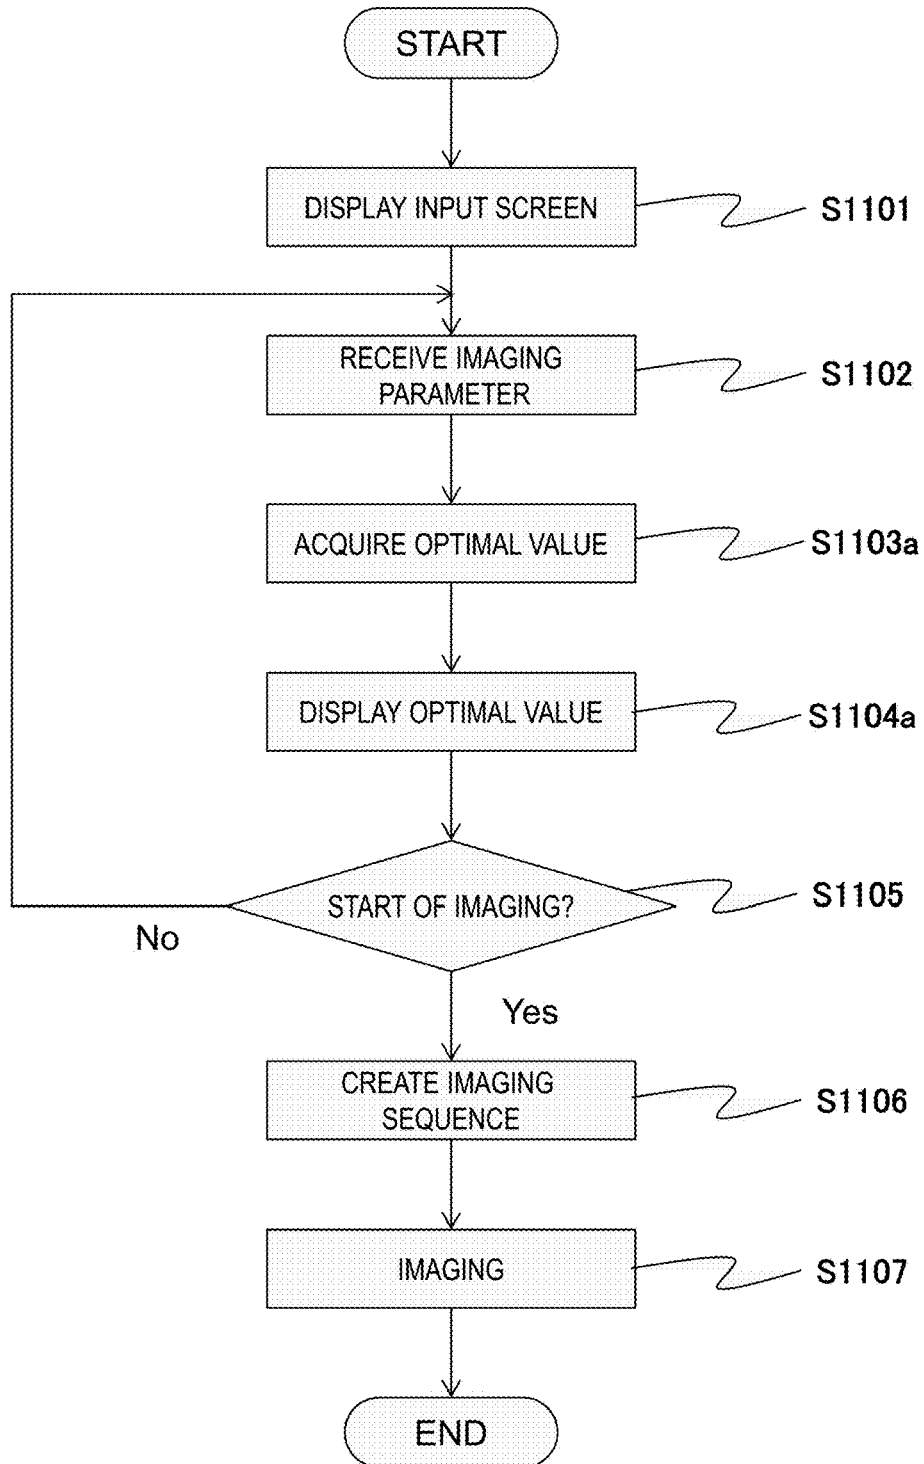 START
DISPLAY INPUT SCREEN
S1101
RECEIVE IMAGING
PARAMETER
S1102
ACQUIRE OPTIMAL VALUE
S1103a
DISPLAY OPTIMAL VALUE
S1104a
START OF IMAGING?
S1105
No
Yes
CREATE IMAGING
SEQUENCE
S1106
IMAGING
S1107
END